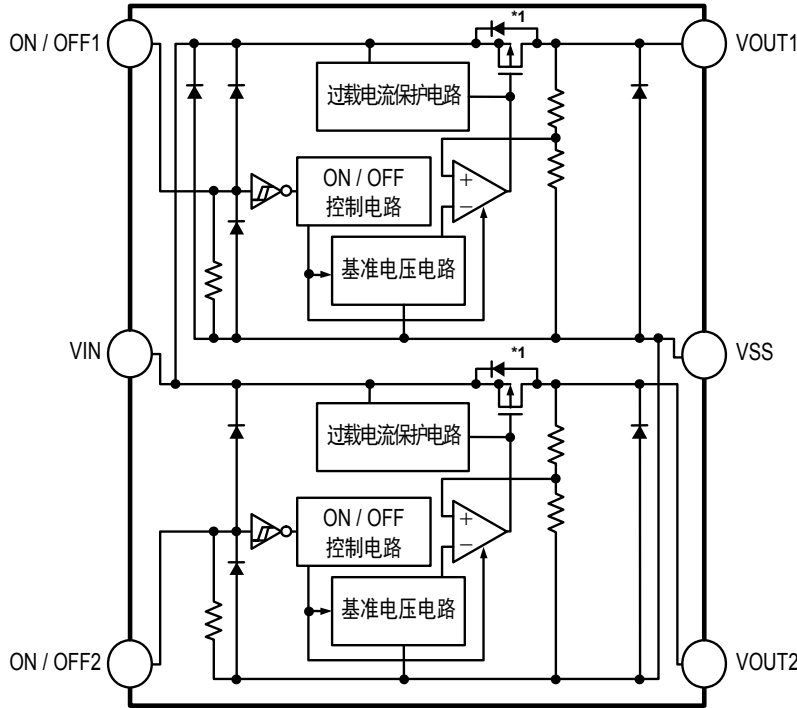 ON / OFF1
*1
VOUT1
过载电流保护电路
ON / OFF
控制电路
+
−
基准电压电路
VIN
*1
VSS
过载电流保护电路
ON / OFF
控制电路
+
−
基准电压电路
ON / OFF2
VOUT2